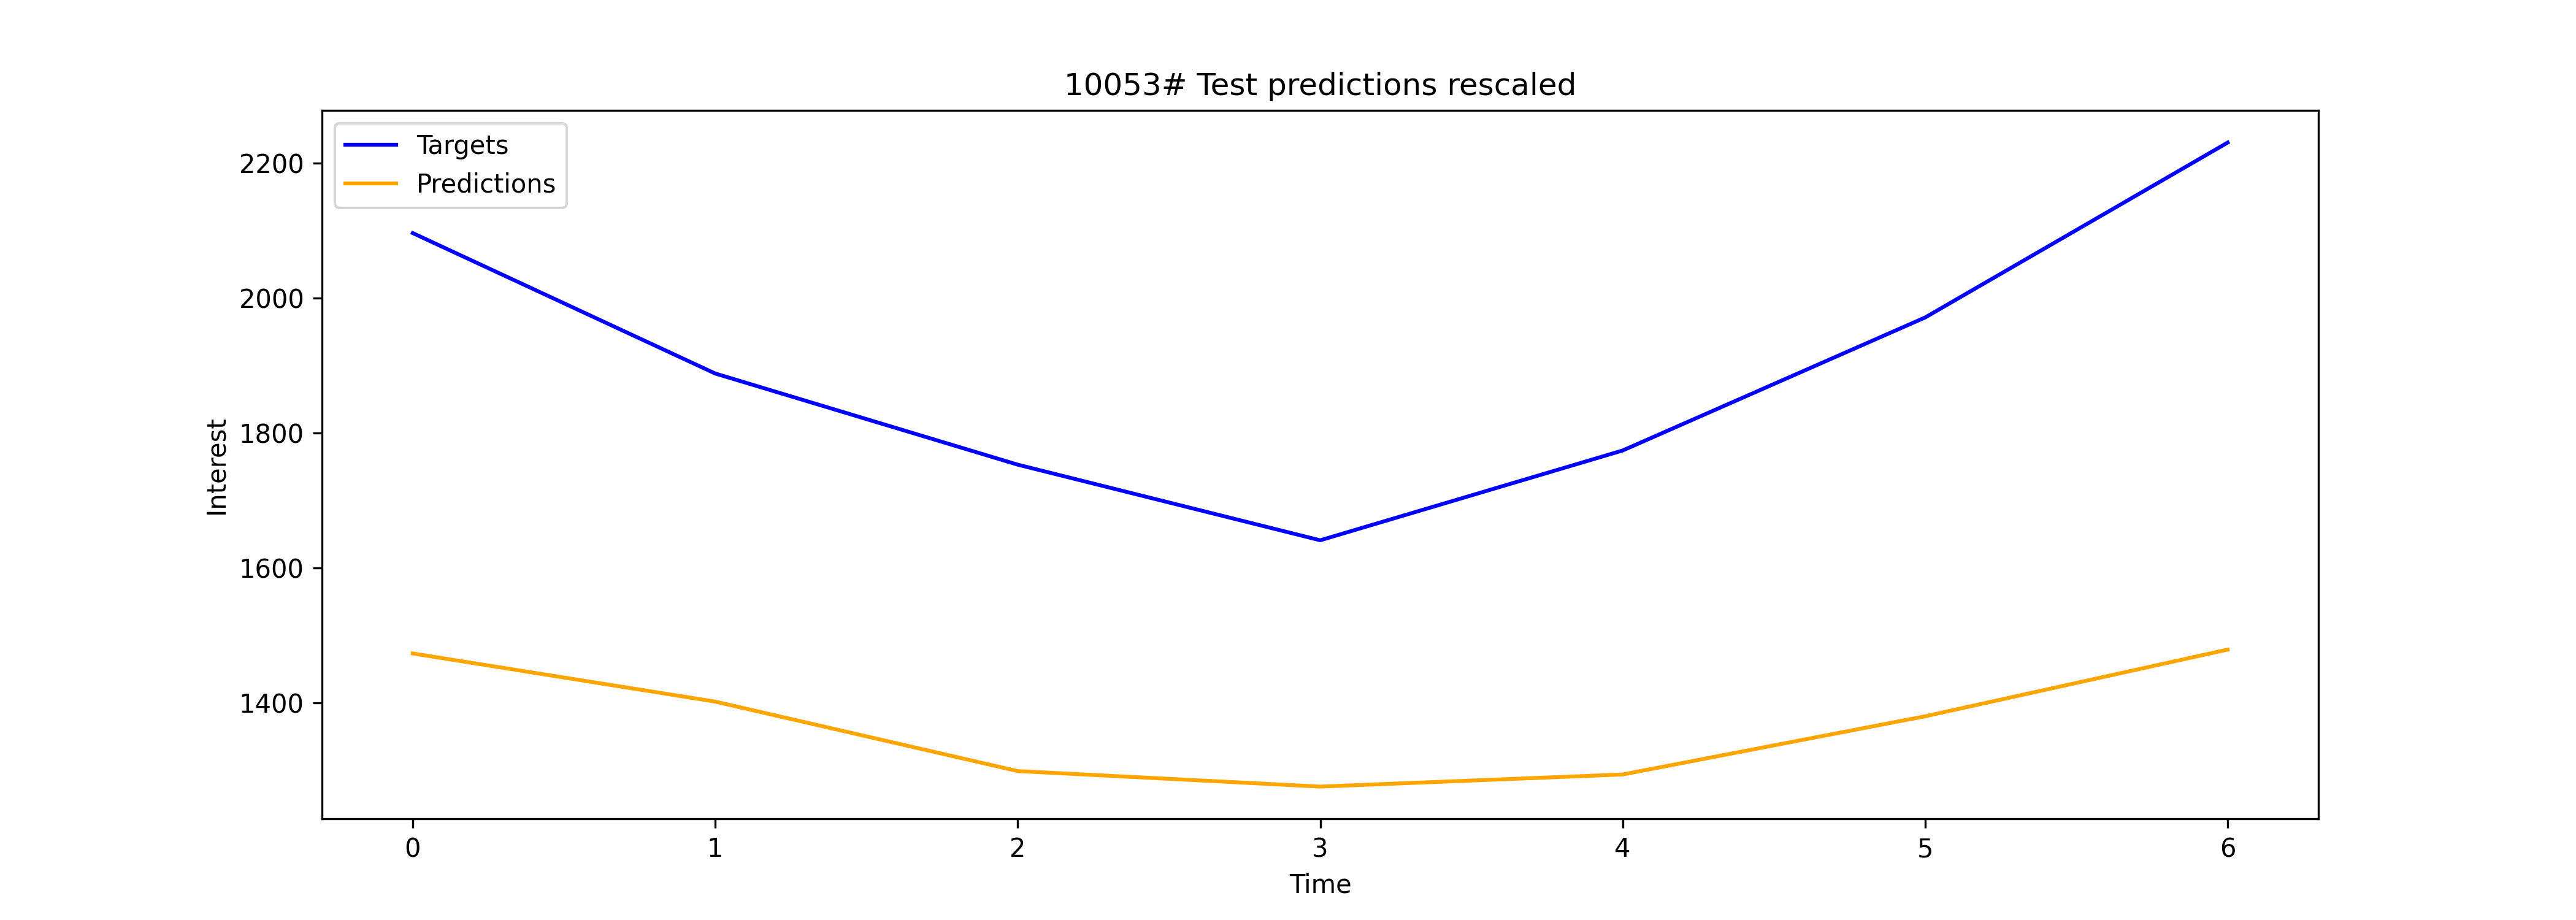 10053# Test predictions rescaled
Targets
Predictions
2200
2000
1800
1600
1400
Interest
0 1 2 3 4 5 6
Time